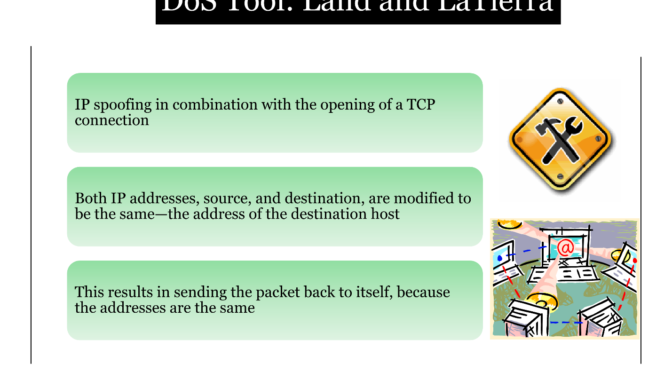 DoS Tool: Land and LaTierra
IP spoofing in combination with the opening of a TCP
connection
Both IP addresses, source, and destination, are modified to
be the same—the address of the destination host
This results in sending the packet back to itself, because
the addresses are the same
@